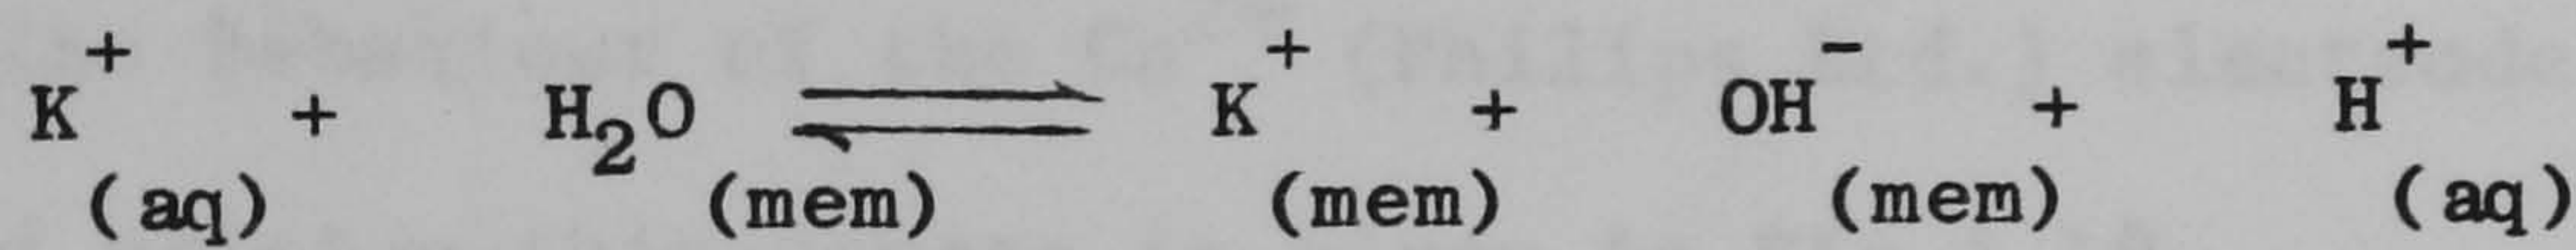 K⁺ + H₂O ⇌ K⁺ + OH⁻ + H⁺
(aq) (mem) (mem) (mem) (aq)